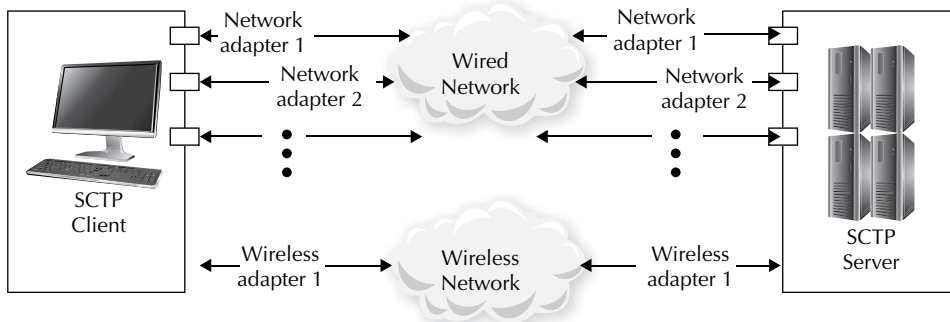 Network
adapter 1
Network
adapter 1
Wired
Network
Network
adapter 2
Network
adapter 2
SCTP
Client
SCTP
Server
Wireless
adapter 1
Wireless
Network
Wireless
adapter 1